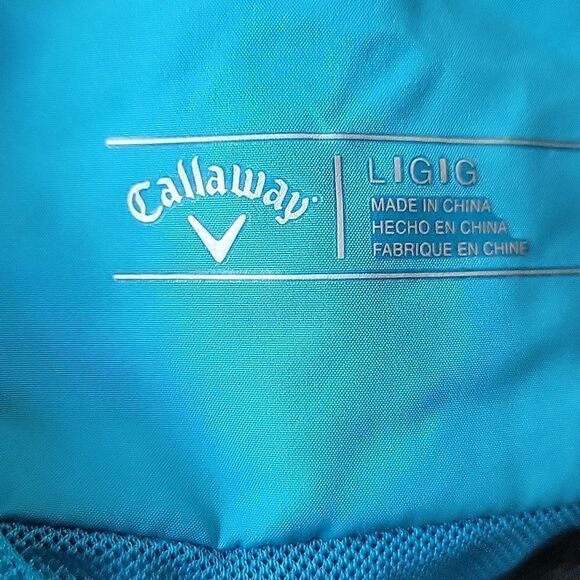 Callaway
L|G|G
MADE IN CHINA
HECHO EN CHINA
FABRIQUE EN CHINE